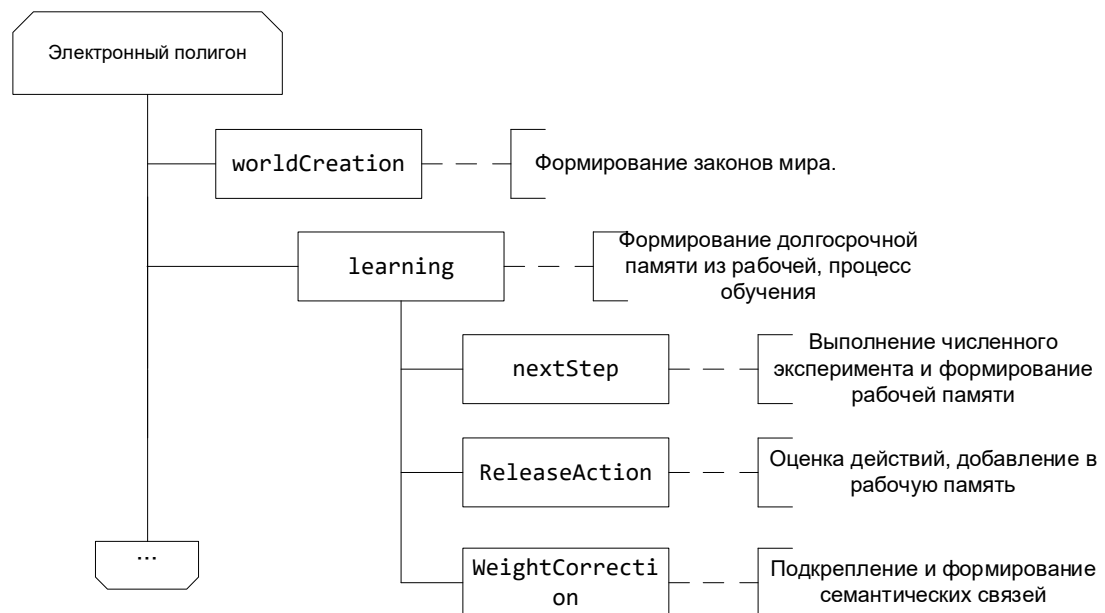 Электронный полигон
worldCreation
Формирование законов мира.
learning
Формирование долгосрочной
памяти из рабочей, процесс
обучения
nextStep
Выполнение численного
эксперимента и формирование
рабочей памяти
ReleaseAction
Оценка действий, добавление в
рабочую память
...
WeightCorrecti
on
Подкрепление и формирование
семантических связей